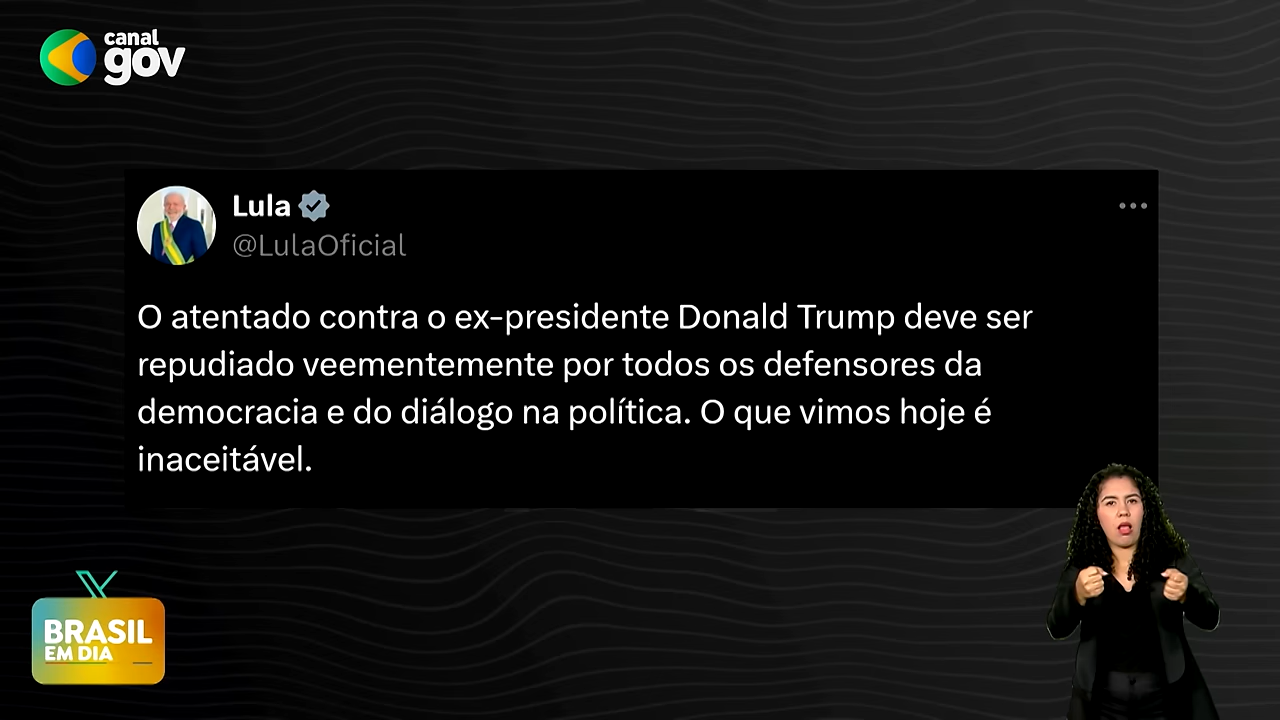 canal
gov
Lula
@LulaOficial
O atentado contra o ex-presidente Donald Trump deve ser
repudiado veementemente por todos os defensores da
democracia e do diálogo na política. O que vimos hoje é
inaceitável.
BRASIL
EM DIA